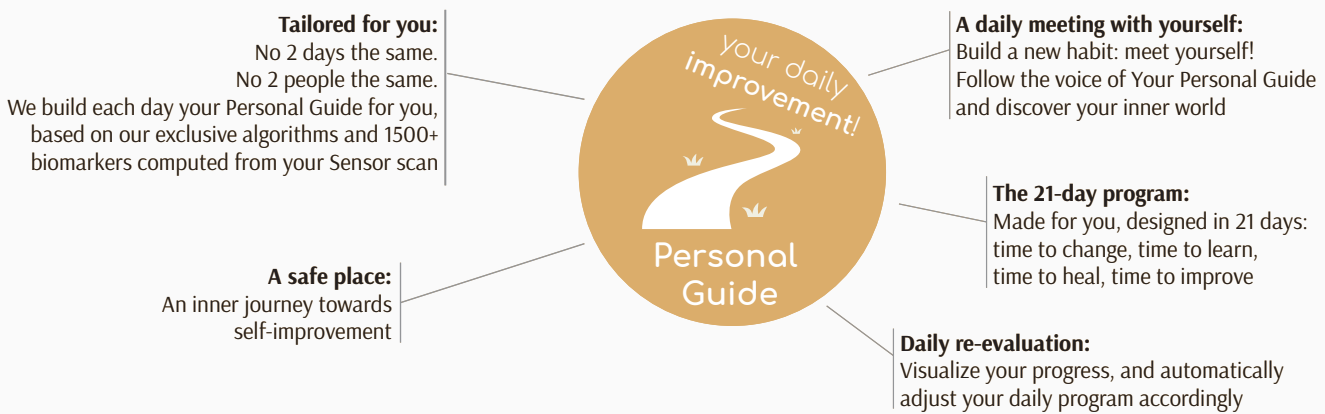 Tailored for you:
No 2 days the same.
No 2 people the same.
We build each day your Personal Guide for you,
based on our exclusive algorithms and 1500+
biomarkers computed from your Sensor scan
A safe place:
An inner journey towards
self-improvement
your daily
improvement!
Personal
Guide
A daily meeting with yourself:
Build a new habit: meet yourself!
Follow the voice of Your Personal Guide
and discover your inner world
The 21-day program:
Made for you, designed in 21 days:
time to change, time to learn,
time to heal, time to improve
Daily re-evaluation:
Visualize your progress, and automatically
adjust your daily program accordingly